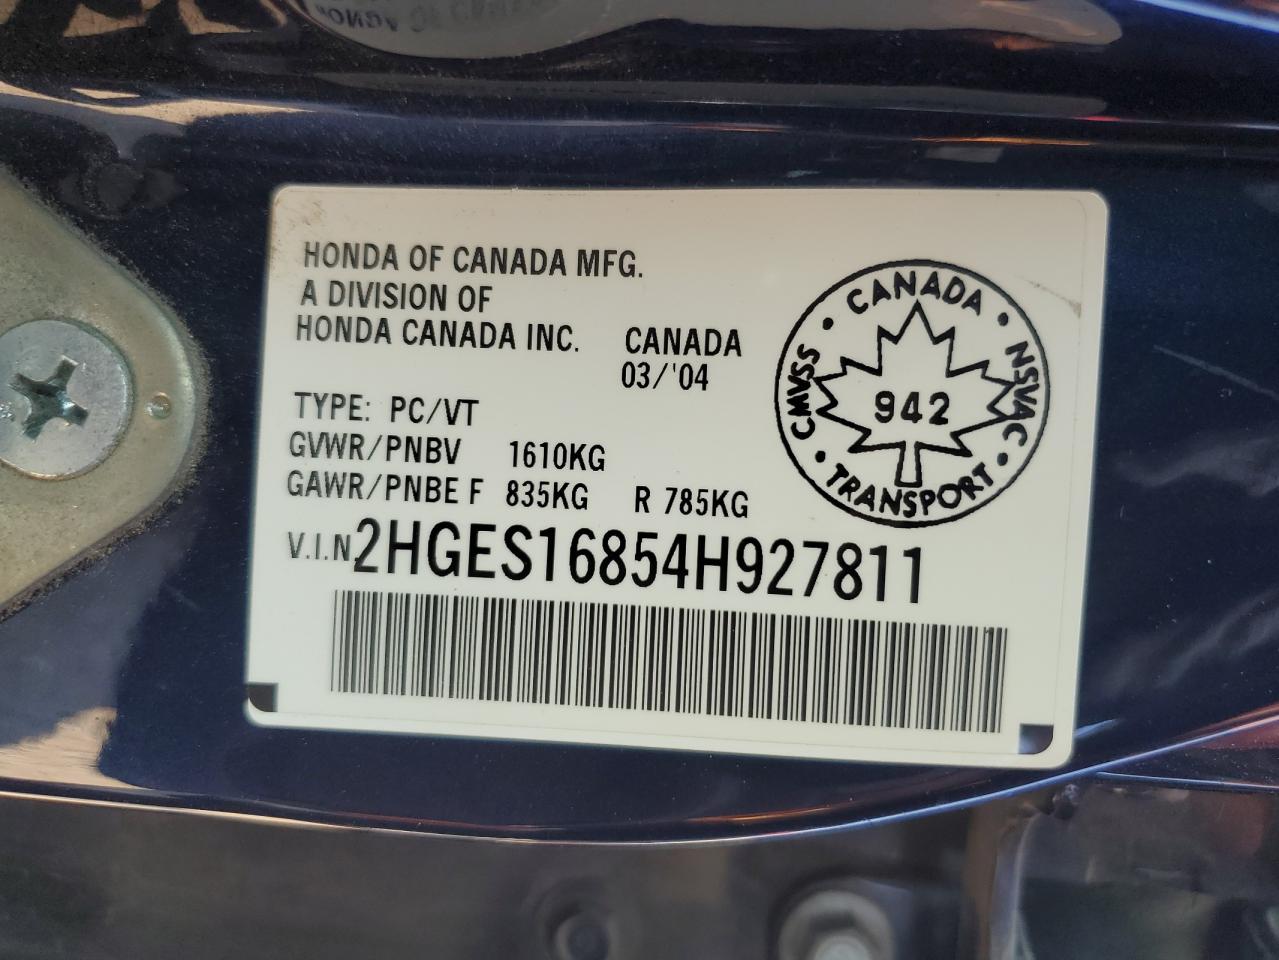 HONDA OF CANADA MFG.
A DIVISION OF
HONDA CANADA INC. CANADA
03/'04
TYPE: PC/VT
GVWR/PNBV 1610KG
GAWR/PNBE F 835KG R 785KG
V.I.N. 2HGES16854H927811
CANADA • NSVAC • TRANSPORT • CMVSS •
942